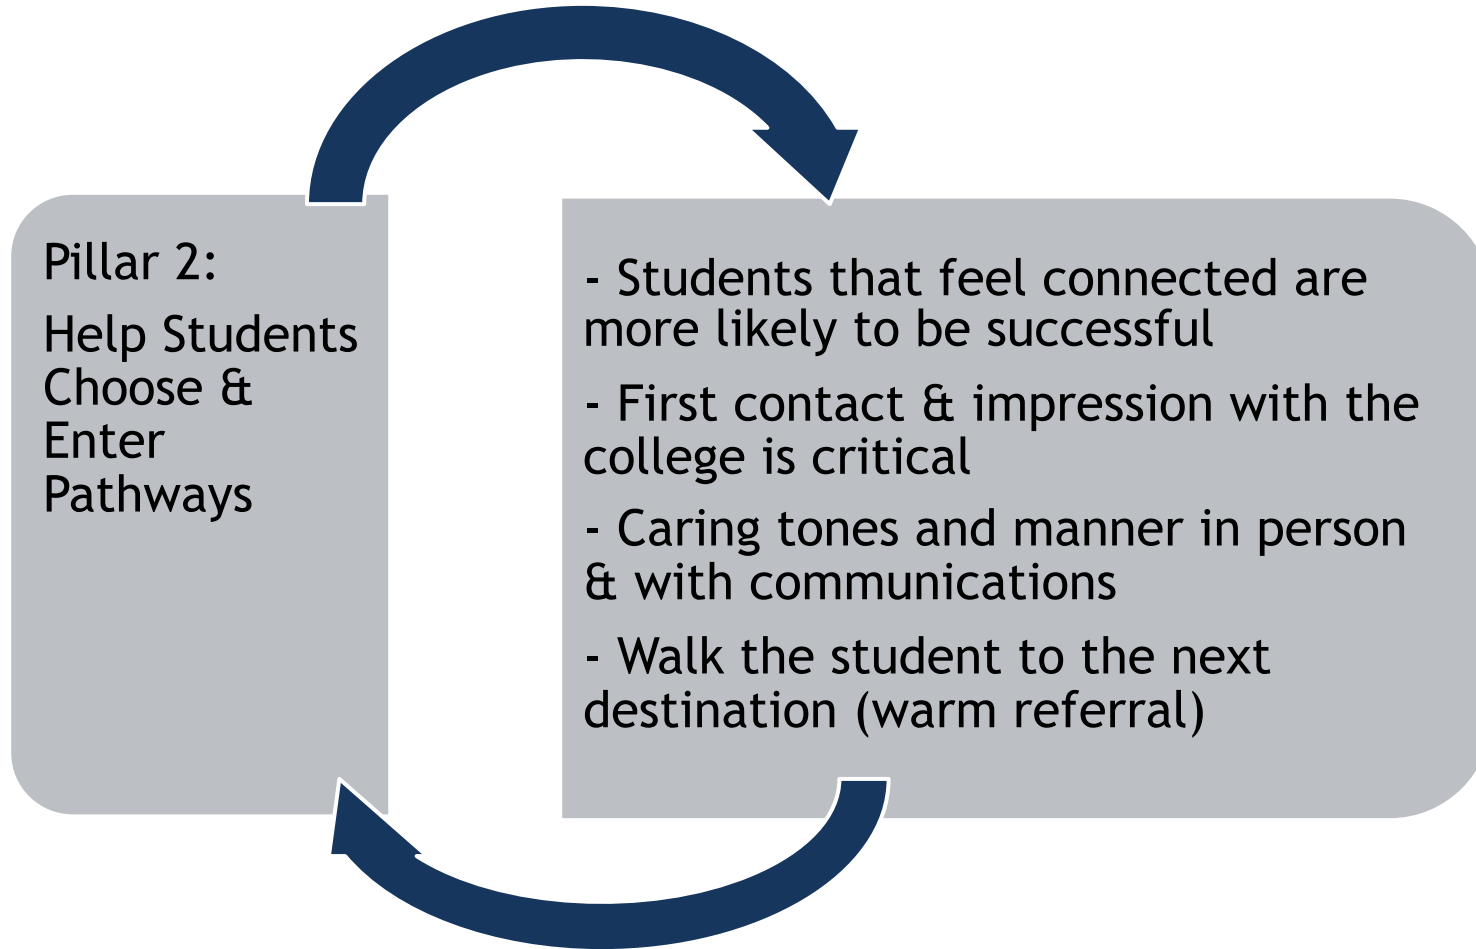 Pillar 2:
Help Students
Choose &
Enter
Pathways
- Students that feel connected are
more likely to be successful
- First contact & impression with the
college is critical
- Caring tones and manner in person
& with communications
- Walk the student to the next
destination (warm referral)